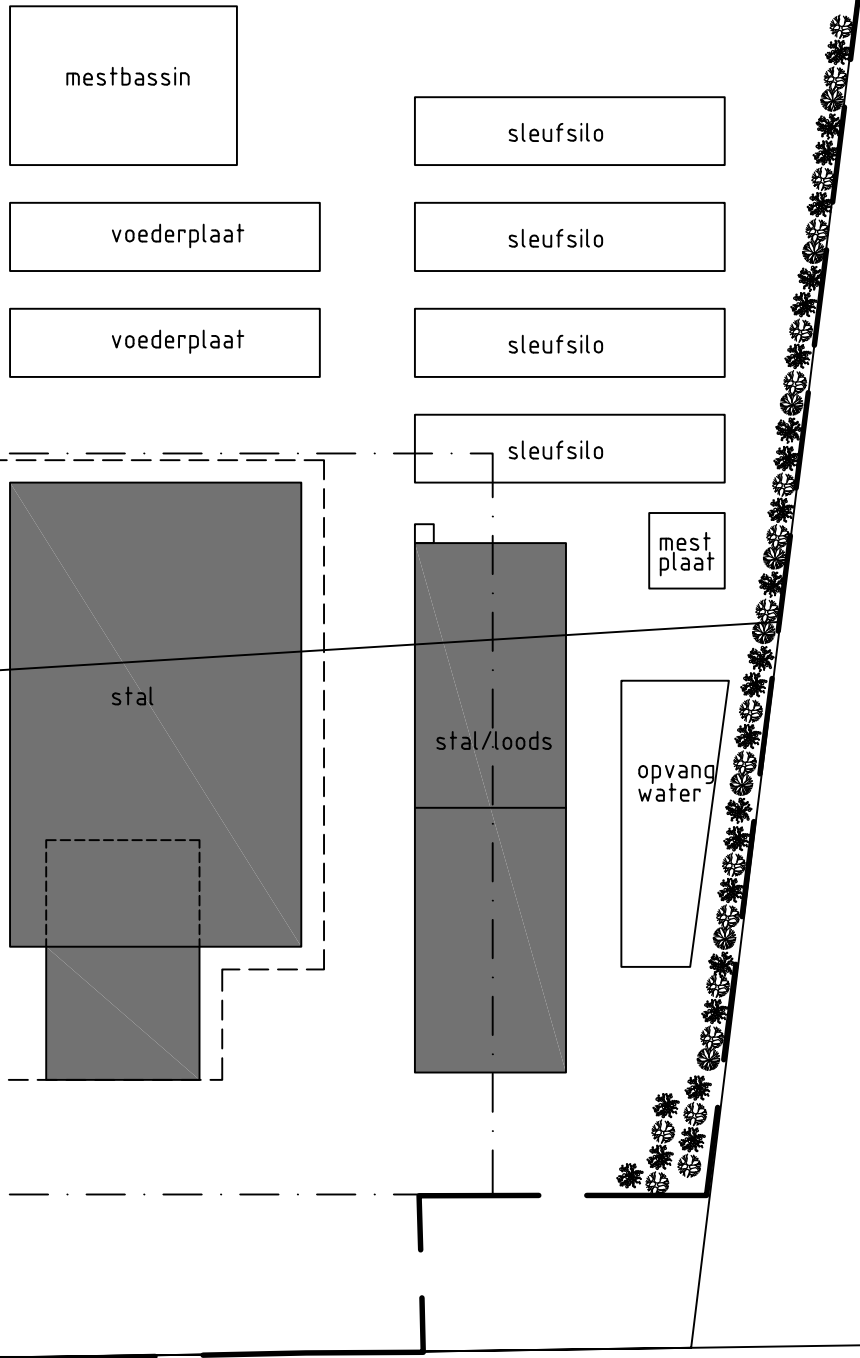 mestbassin
sleufsilo
voederplaat
sleufsilo
voederplaat
sleufsilo
sleufsilo
mest
plaat
stal
stal/loods
opvang
water